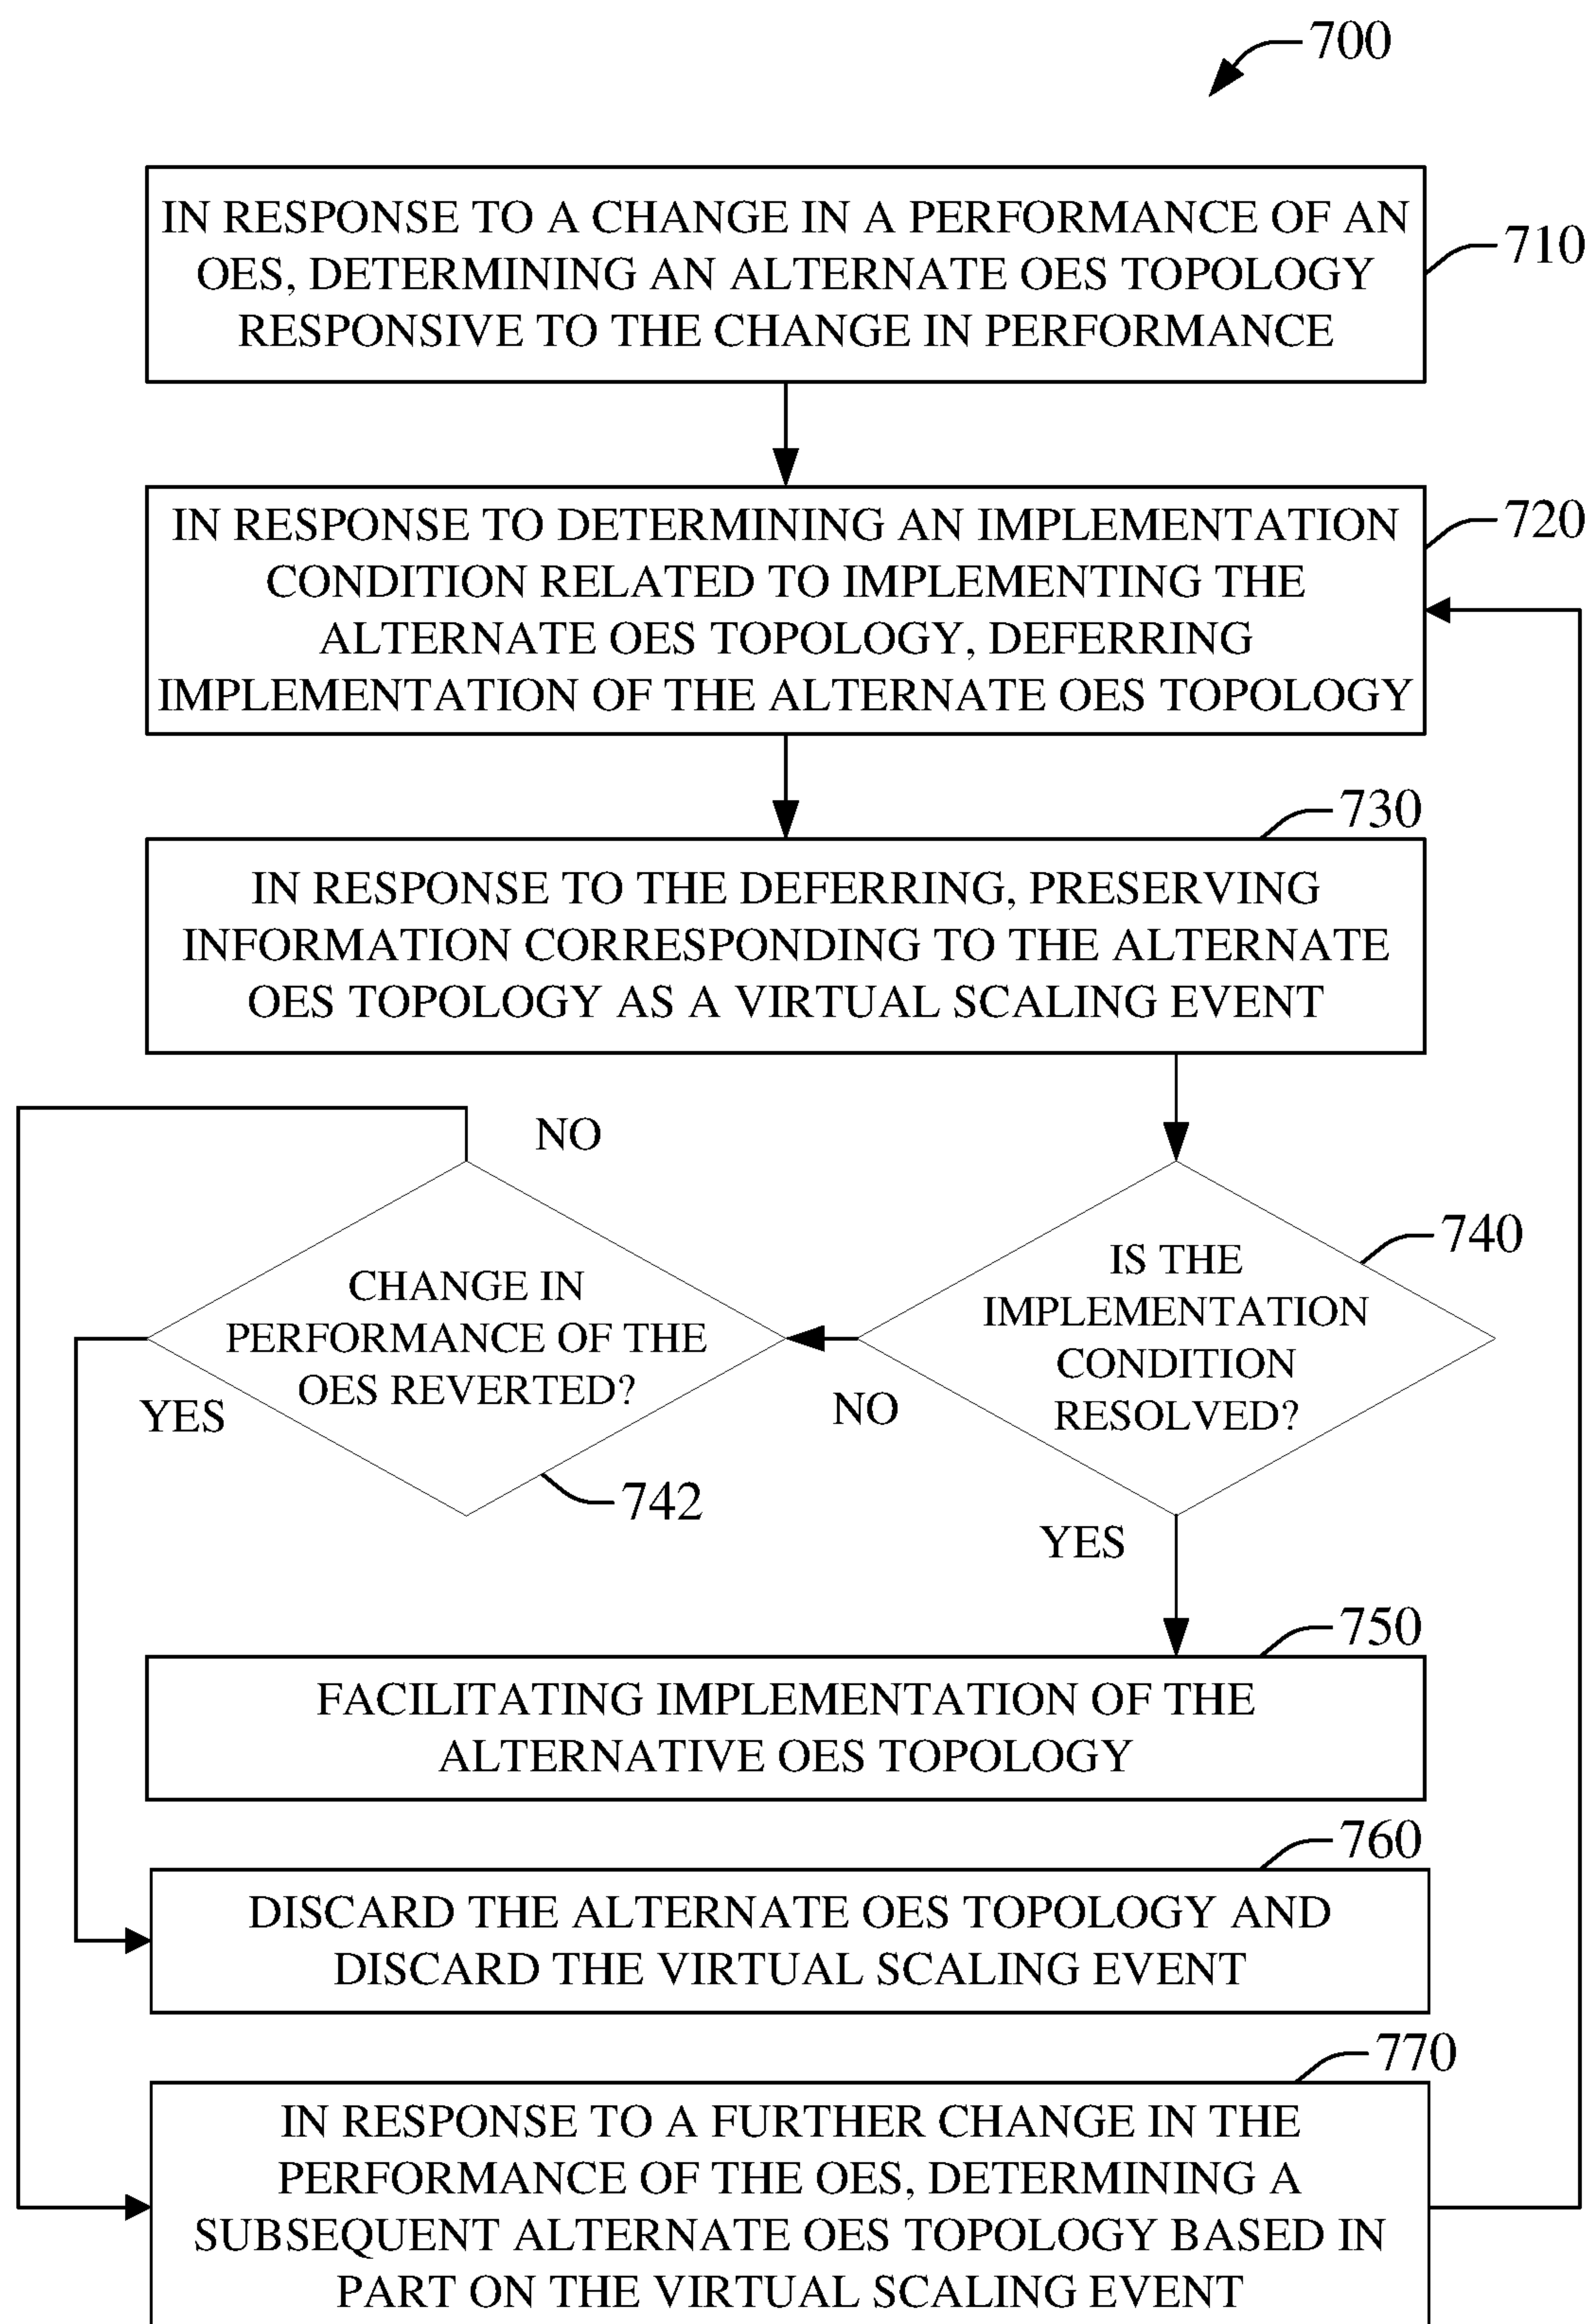 700
IN RESPONSE TO A CHANGE IN A PERFORMANCE OF AN
OES, DETERMINING AN ALTERNATE OES TOPOLOGY
RESPONSIVE TO THE CHANGE IN PERFORMANCE
710
IN RESPONSE TO DETERMINING AN IMPLEMENTATION
CONDITION RELATED TO IMPLEMENTING THE
ALTERNATE OES TOPOLOGY, DEFERRING
IMPLEMENTATION OF THE ALTERNATE OES TOPOLOGY
720
730
IN RESPONSE TO THE DEFERRING, PRESERVING
INFORMATION CORRESPONDING TO THE ALTERNATE
OES TOPOLOGY AS A VIRTUAL SCALING EVENT
740
IS THE
IMPLEMENTATION
CONDITION
RESOLVED?
NO
YES
NO
CHANGE IN
PERFORMANCE OF THE
OES REVERTED?
YES
742
750
FACILITATING IMPLEMENTATION OF THE
ALTERNATIVE OES TOPOLOGY
760
DISCARD THE ALTERNATE OES TOPOLOGY AND
DISCARD THE VIRTUAL SCALING EVENT
770
IN RESPONSE TO A FURTHER CHANGE IN THE
PERFORMANCE OF THE OES, DETERMINING A
SUBSEQUENT ALTERNATE OES TOPOLOGY BASED IN
PART ON THE VIRTUAL SCALING EVENT